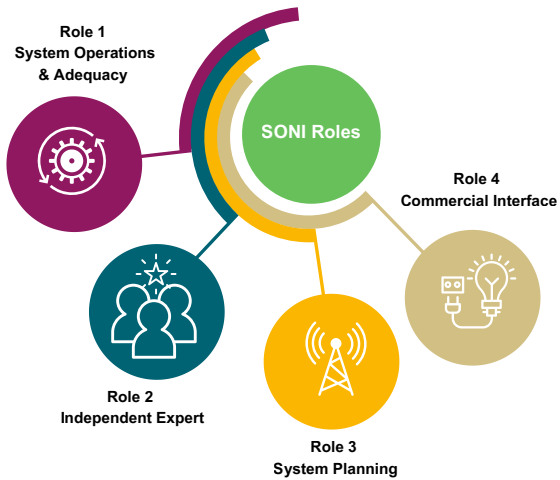 Role 1
System Operations
& Adequacy
SONI Roles
Role 4
Commercial Interface
Role 2
Independent Expert
Role 3
System Planning